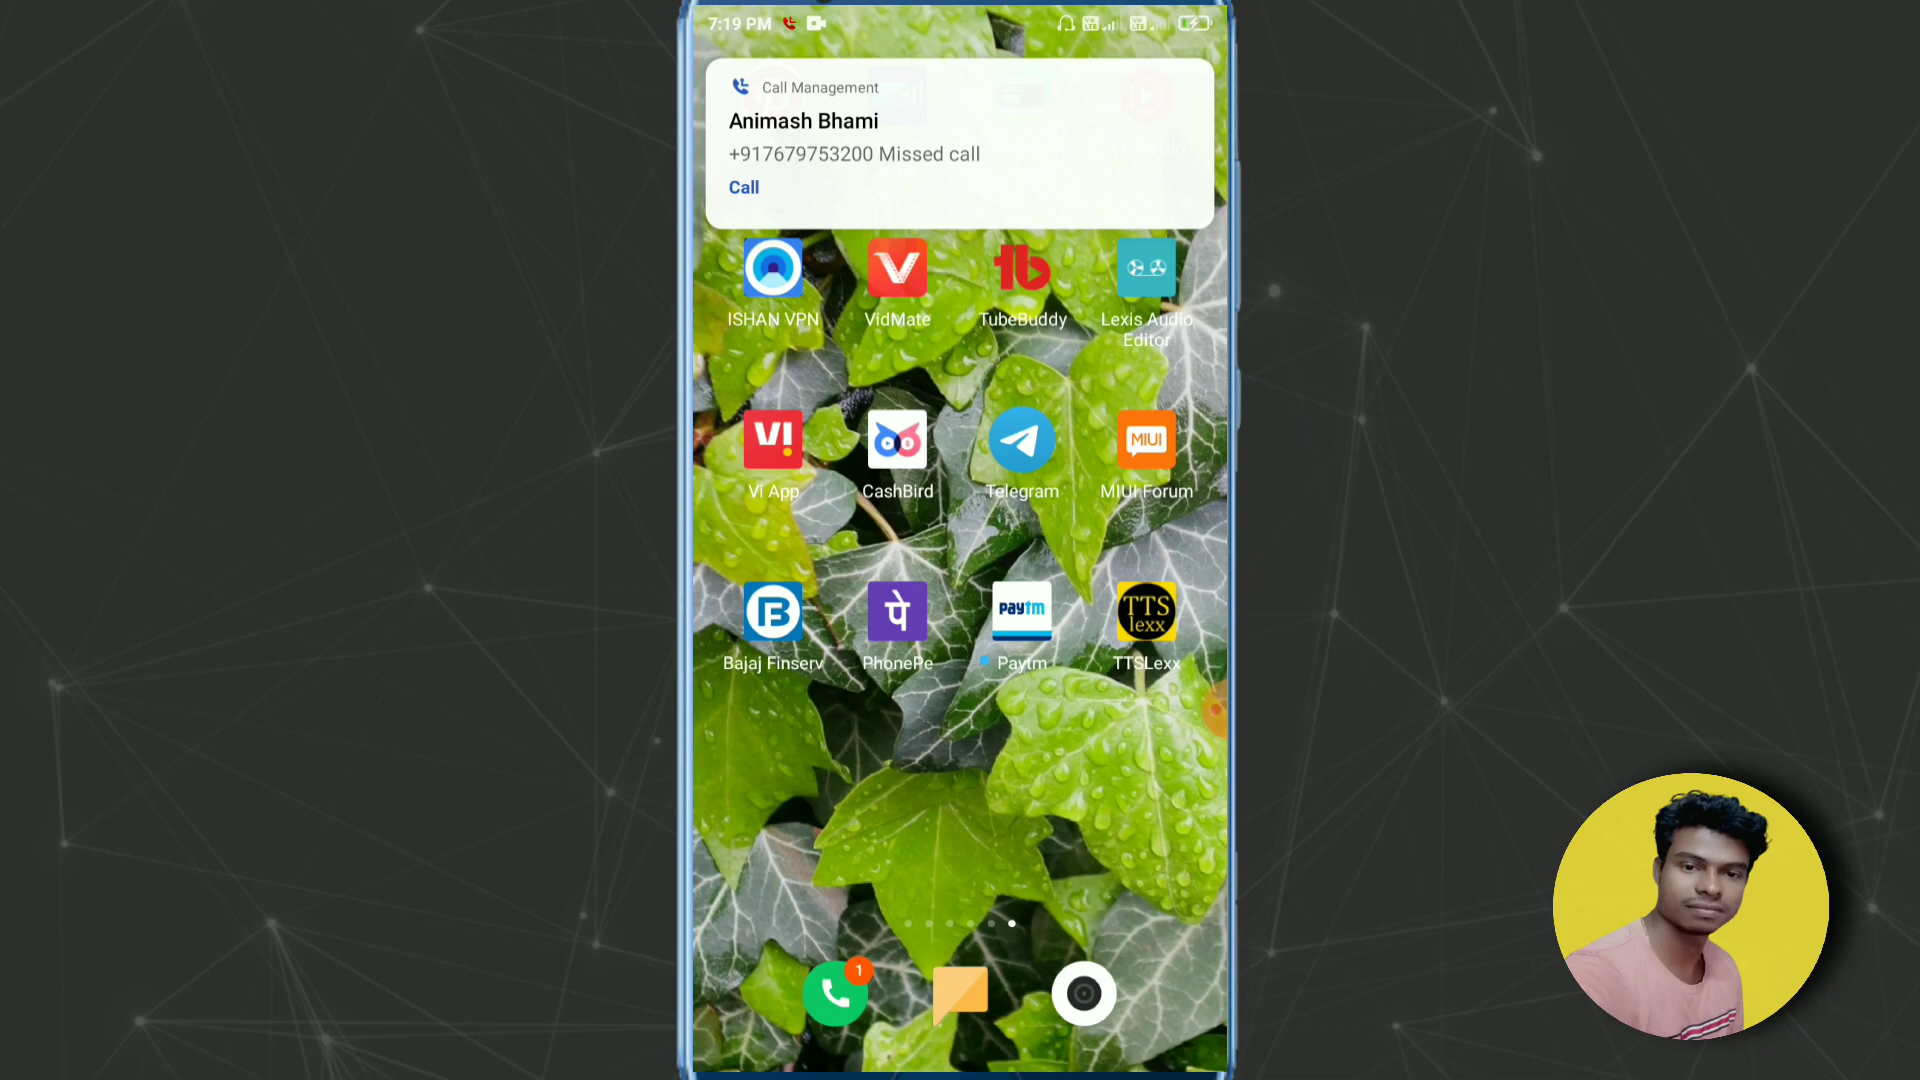 7:19 PM
Call Management
Animash Bhami
+917679753200 Missed call
Call
ISHAN VPN
VidMate
TubeBuddy
Lexis Audio
Editor
VI
MIUI
Vi App
CashBird
Telegram
MIUI Forum
पे
paytm
TTS
lexx
Bajaj Finserv
PhonePe
Paytm
TTSLexx
1